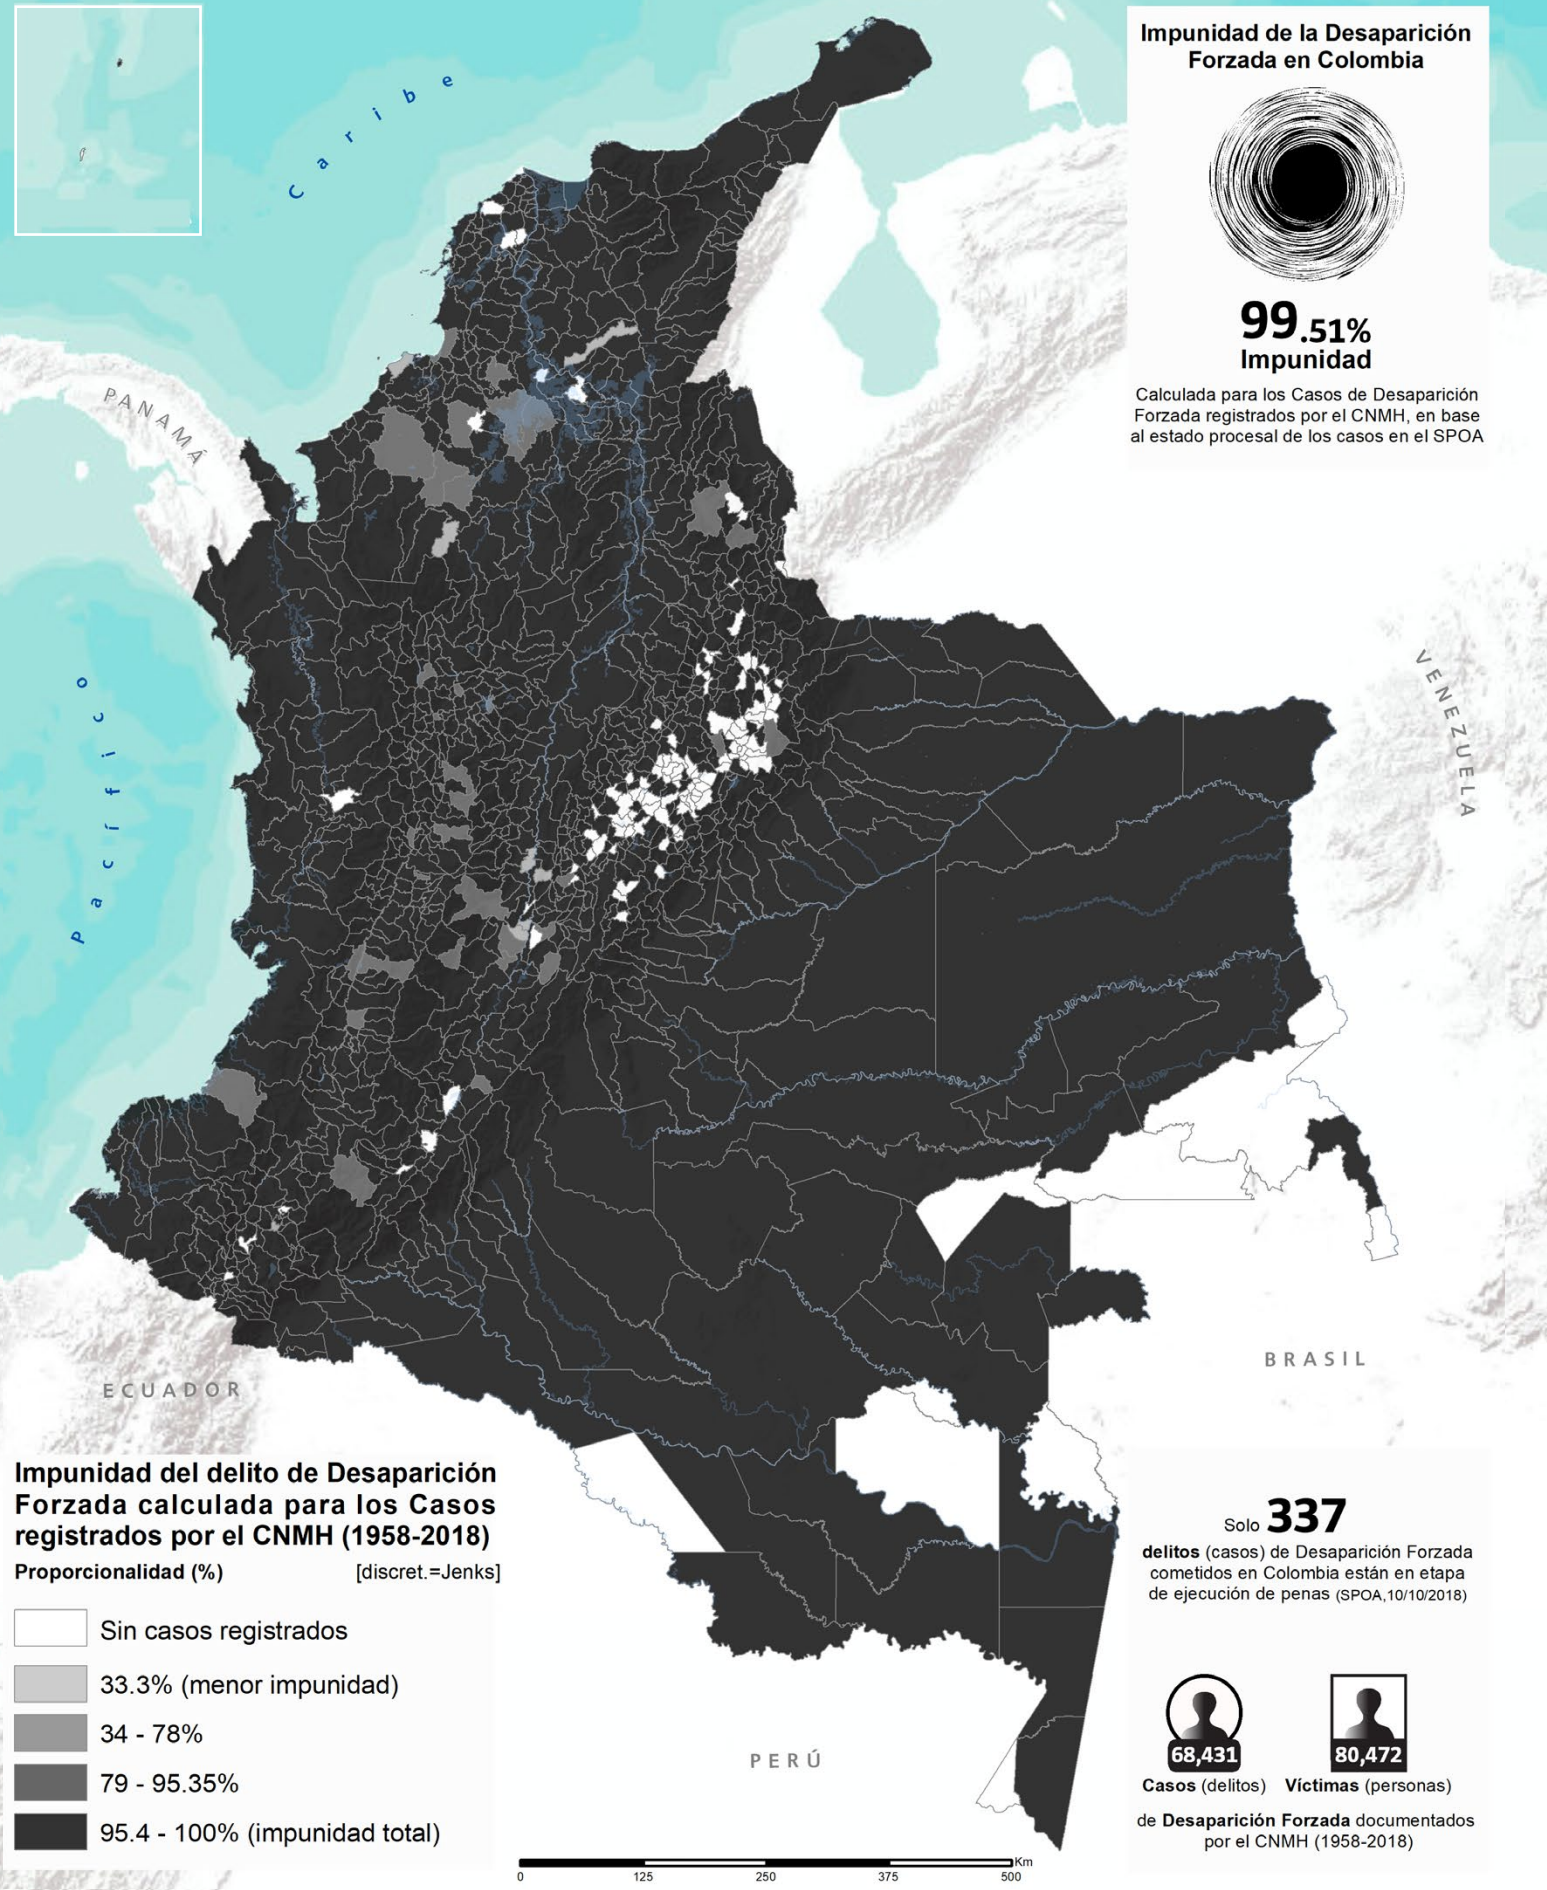 Caribe
Impunidad de la Desaparición
Forzada en Colombia
99.51%
Impunidad
Calculada para los Casos de Desaparición
Forzada registrados por el CNMH, en base
al estado procesal de los casos en el SPOA
PANAMÁ
Pacífico
VENEZUELA
ECUADOR
BRASIL
PERÚ
Impunidad del delito de Desaparición
Forzada calculada para los Casos
registrados por el CNMH (1958-2018)
Proporcionalidad (%) [discret.=Jenks]
Sin casos registrados
33.3% (menor impunidad)
34 - 78%
79 - 95.35%
95.4 - 100% (impunidad total)
Km
0 125 250 375 500
Solo 337
delitos (casos) de Desaparición Forzada
cometidos en Colombia están en etapa
de ejecución de penas (SPOA,10/10/2018)
68,431 80,472
Casos (delitos) Víctimas (personas)
de Desaparición Forzada documentados
por el CNMH (1958-2018)